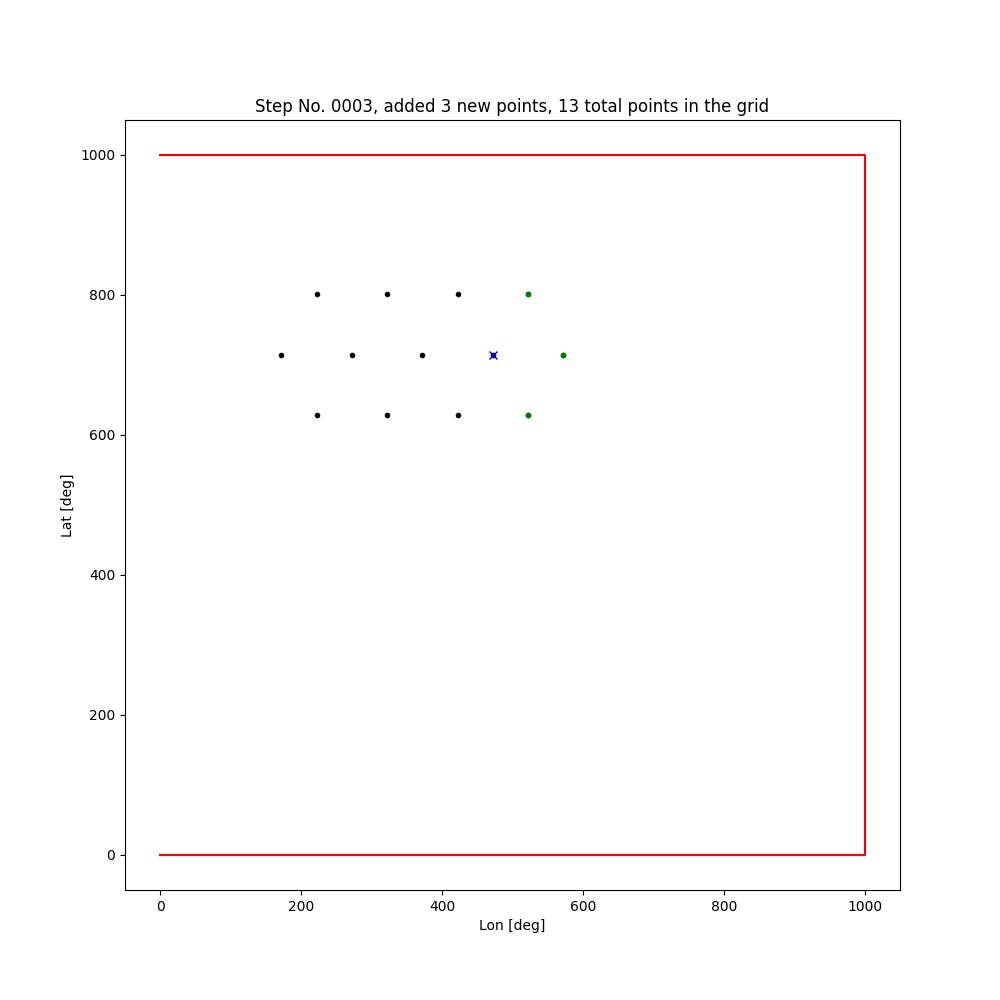 Step No. 0003, added 3 new points, 13 total points in the grid
1000
800
600
400
200
0
Lat [deg]
0 200 400 600 800 1000
Lon [deg]